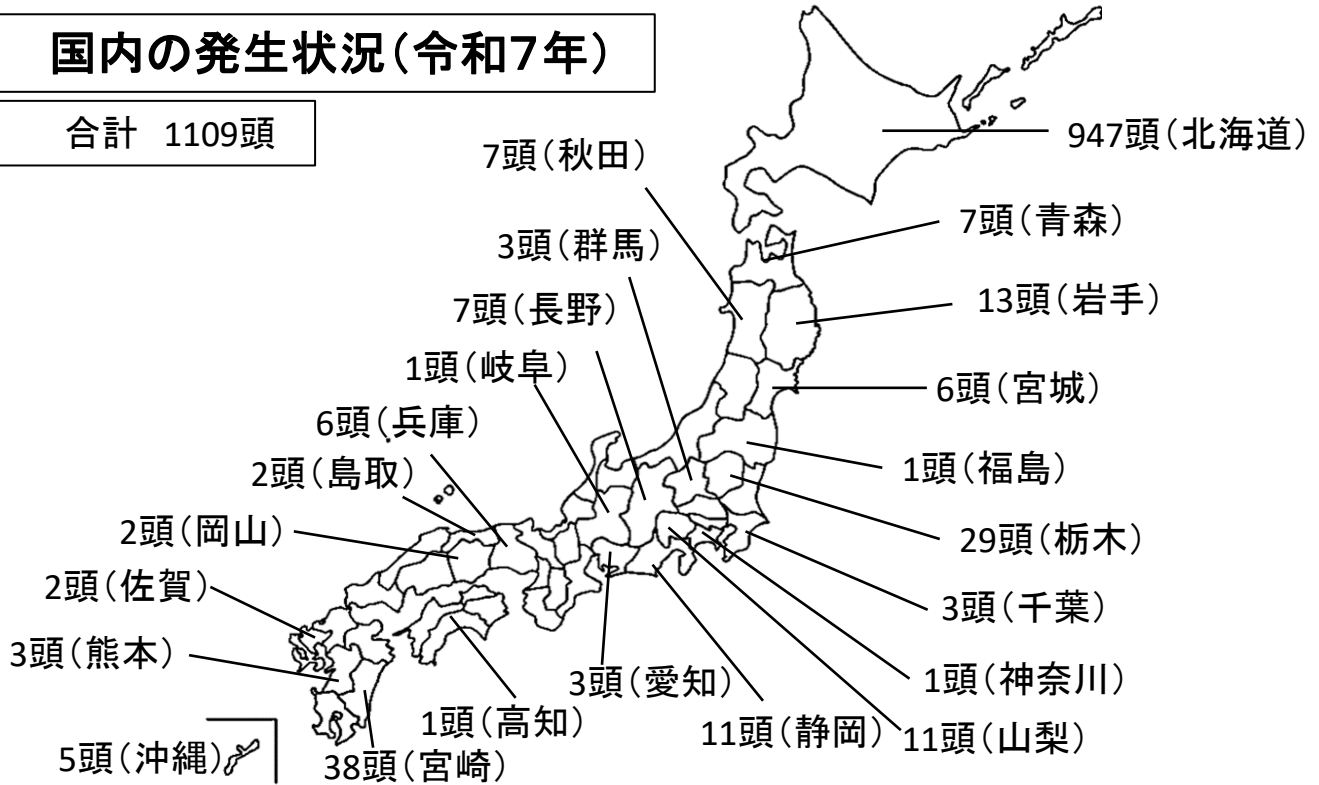 国内の発生状況（令和７年）
合計　1109頭
947頭（北海道）
7頭（秋田）
7頭（青森）
3頭（群馬）
13頭（岩手）
7頭（長野）
1頭（岐阜）
6頭（宮城）
6頭（兵庫）
2頭（島取）
1頭（福島）
2頭（岡山）
29頭（栃木）
2頭（佐賀）
3頭（千葉）
3頭（熊本）
1頭（神奈川）
3頭（愛知）
1頭（高知）
11頭（静岡）
11頭（山梨）
5頭（沖縄）
38頭（宮崎）